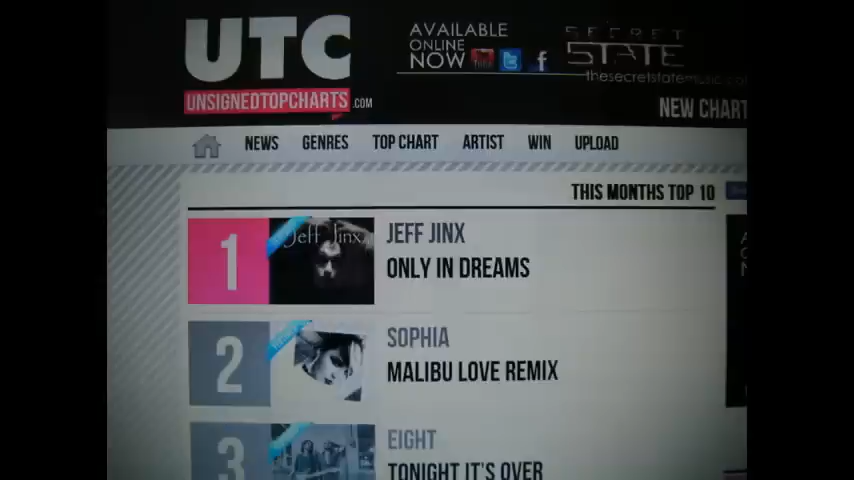 UTC
UNSIGNEDTOPCHARTS.COM
AVAILABLE
ONLINE
NOW
SECRET
STATE
thesecretstatemusic.co
NEW CHART
NEWS GENRES TOP CHART ARTIST WIN UPLOAD
THIS MONTHS TOP 10
1
Jeff Jinx
JEFF JINX
ONLY IN DREAMS
2
SOPHIA
MALIBU LOVE REMIX
3
EIGHT
TONIGHT IT'S OVER